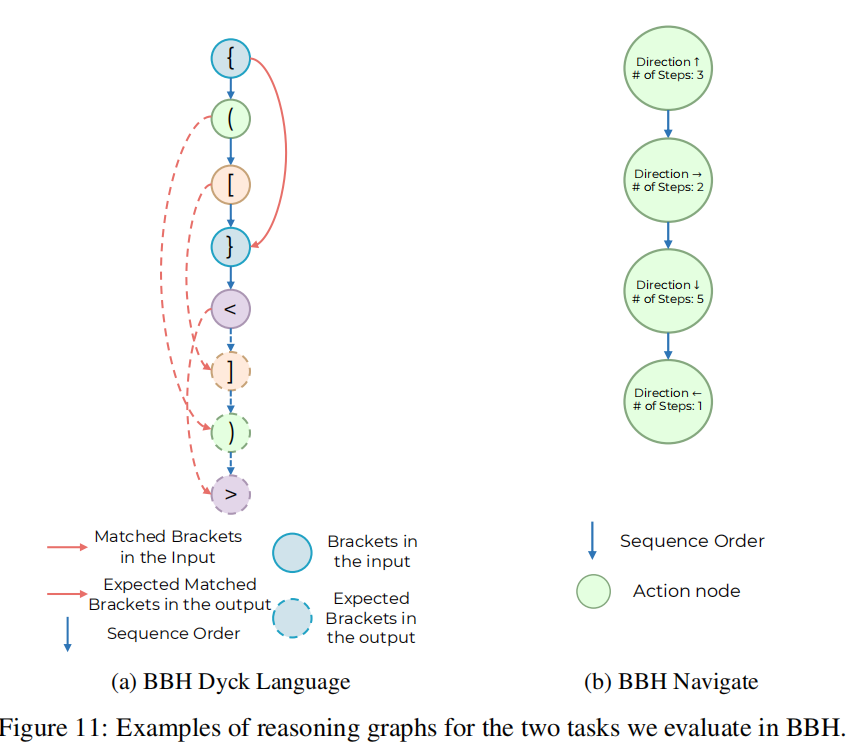 {
(
[
}
<
]
)
>
Matched Brackets
in the Input
Expected Matched
Brackets in the output
Sequence Order
Brackets in
the input
Expected
Brackets in
the output
(a) BBH Dyck Language
Direction ↑
# of Steps: 3
Direction →
# of Steps: 2
Direction ↓
# of Steps: 5
Direction ←
# of Steps: 1
Sequence Order
Action node
(b) BBH Navigate
Figure 11: Examples of reasoning graphs for the two tasks we evaluate in BBH.